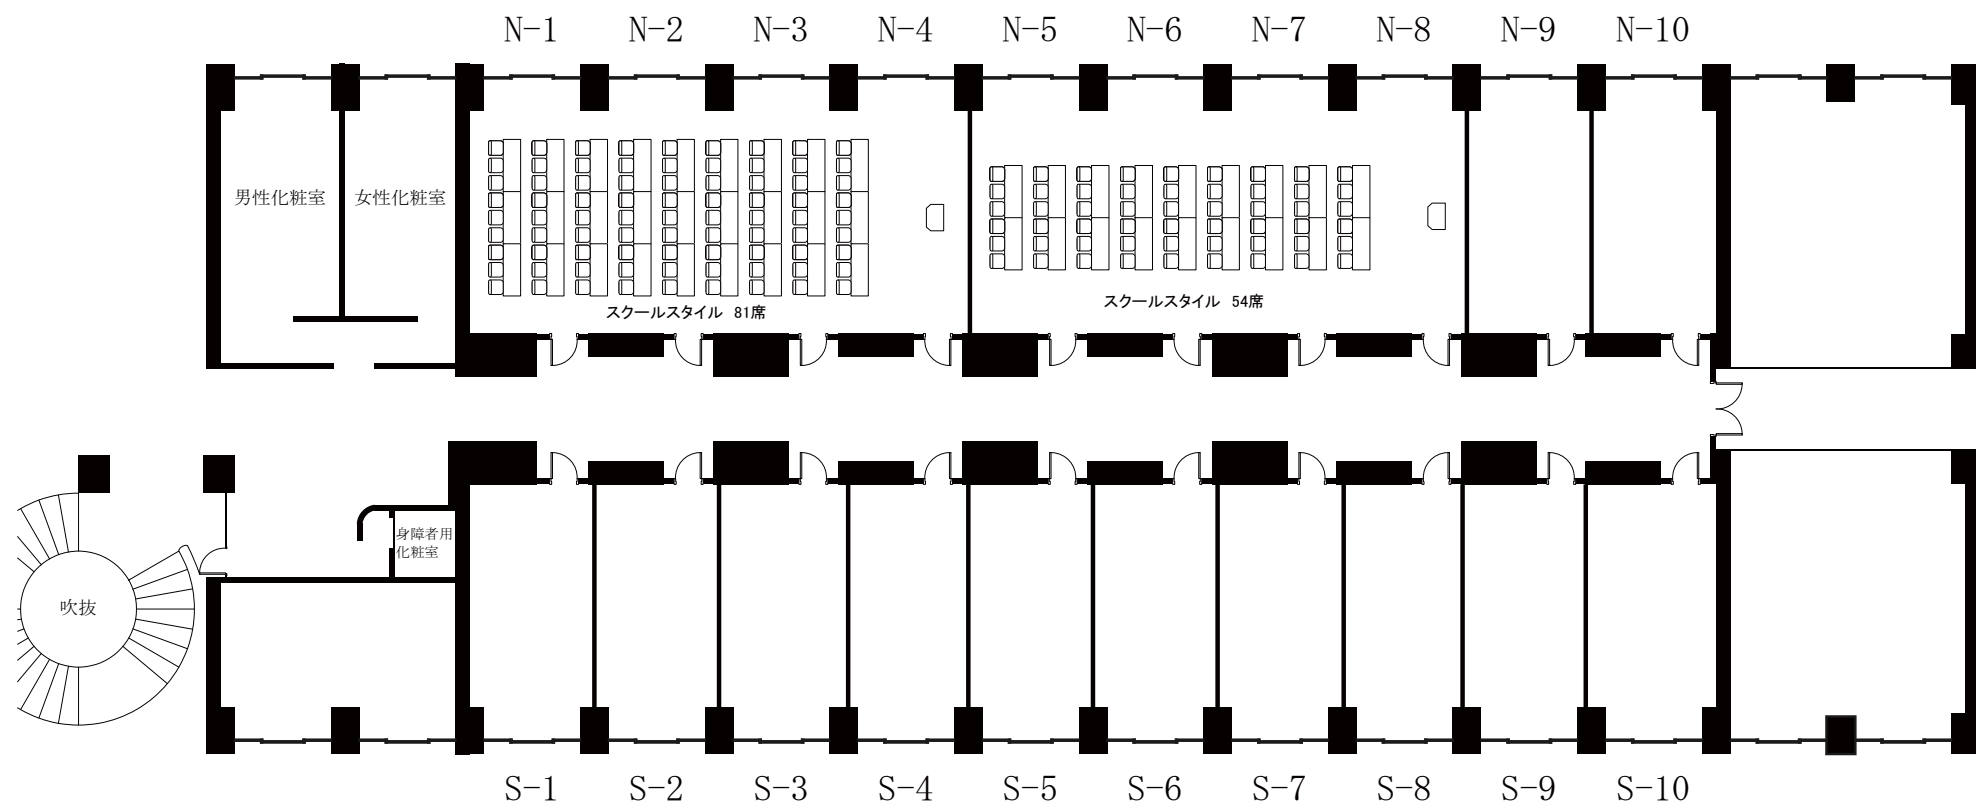 N-1 N-2 N-3 N-4 N-5 N-6 N-7 N-8 N-9 N-10
男性化粧室 女性化粧室
スクールスタイル 81席
スクールスタイル 54席
身障者用
化粧室
吹抜
S-1 S-2 S-3 S-4 S-5 S-6 S-7 S-8 S-9 S-10